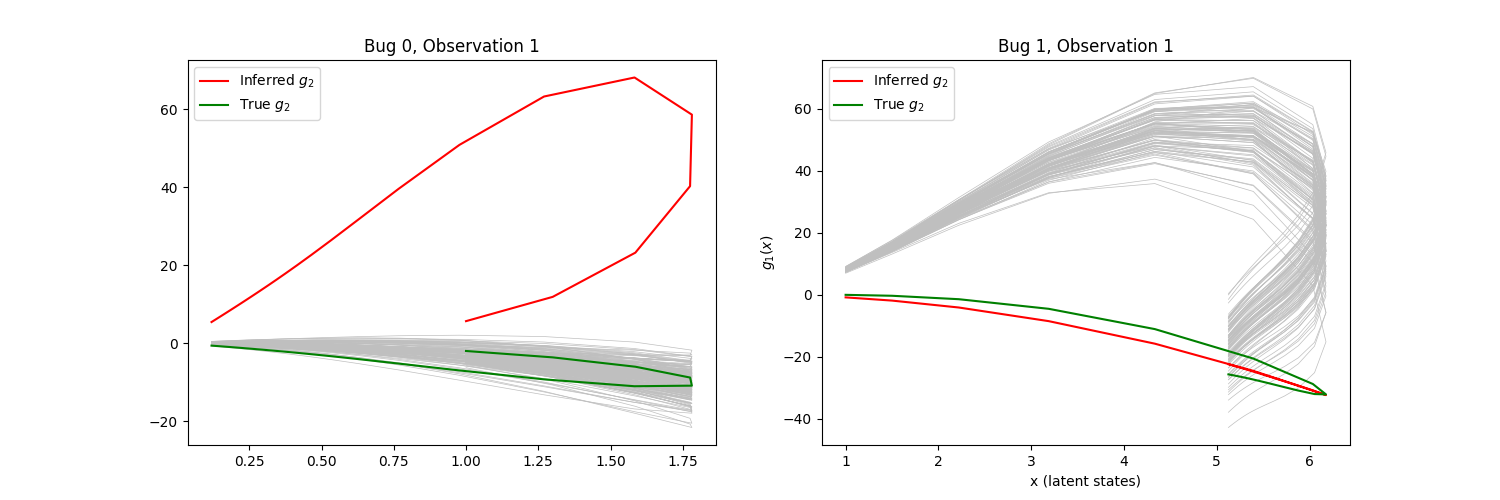 Bug 0, Observation 1
Inferred g₂
True g₂
60
40
20
0
−20
0.25 0.50 0.75 1.00 1.25 1.50 1.75
Bug 1, Observation 1
Inferred g₂
True g₂
g₁(x)
60
40
20
0
−20
−40
1 2 3 4 5 6
x (latent states)